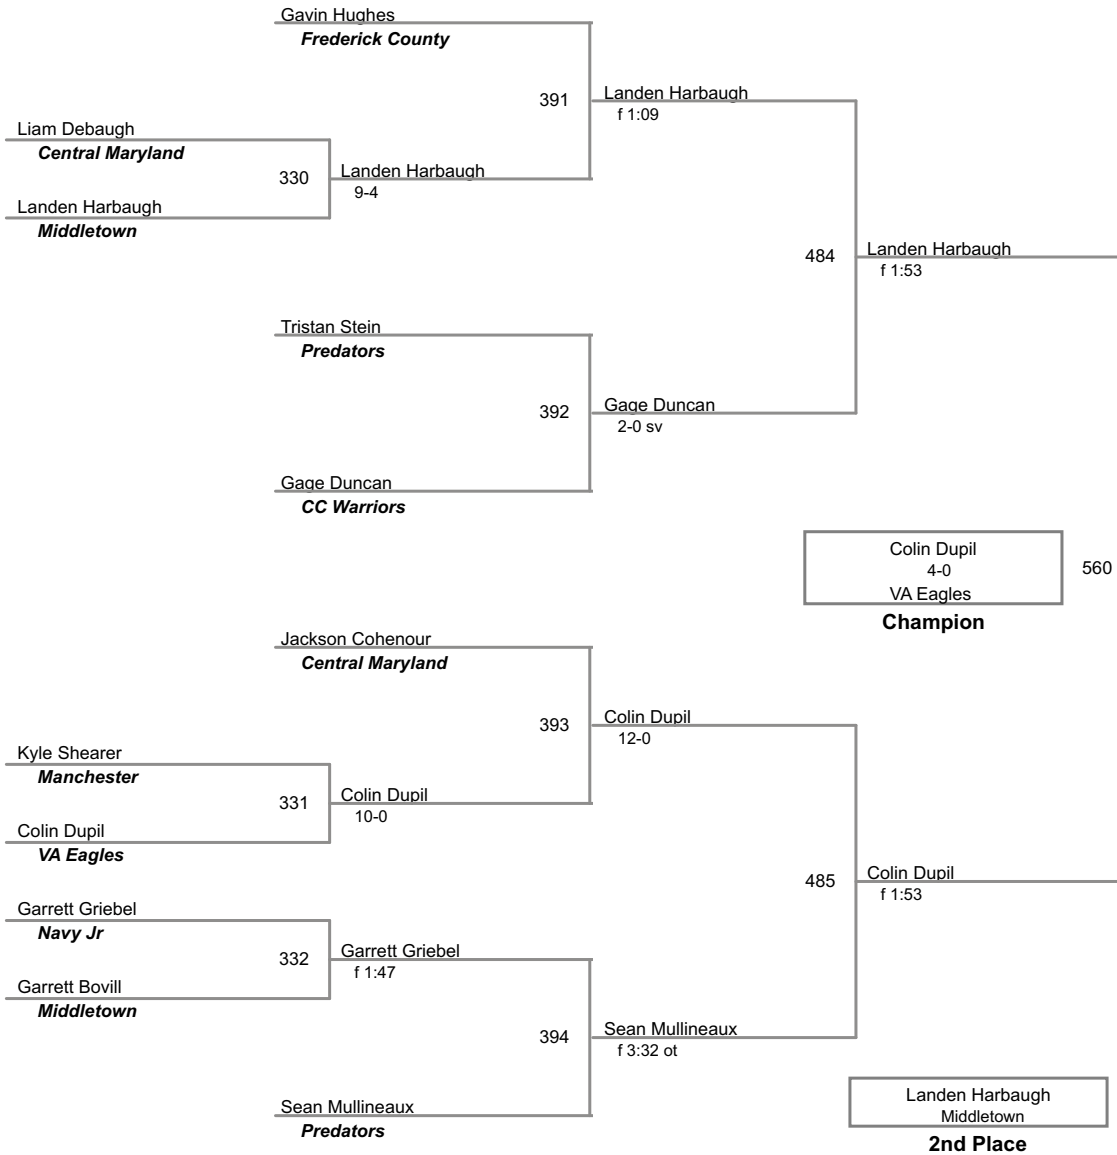 Gavin Hughes
Frederick County
391
Landen Harbaugh
f 1:09
Liam Debaugh
Central Maryland
330
Landen Harbaugh
9-4
Landen Harbaugh
Middletown
484
Landen Harbaugh
f 1:53
Tristan Stein
Predators
392
Gage Duncan
2-0 sv
Gage Duncan
CC Warriors
Colin Dupil
4-0
VA Eagles
560
Champion
Jackson Cohenour
Central Maryland
393
Colin Dupil
12-0
Kyle Shearer
Manchester
331
Colin Dupil
10-0
Colin Dupil
VA Eagles
485
Colin Dupil
f 1:53
Garrett Griebel
Navy Jr
332
Garrett Griebel
f 1:47
Garrett Bovill
Middletown
394
Sean Mullineaux
f 3:32 ot
Sean Mullineaux
Predators
Landen Harbaugh
Middletown
2nd Place